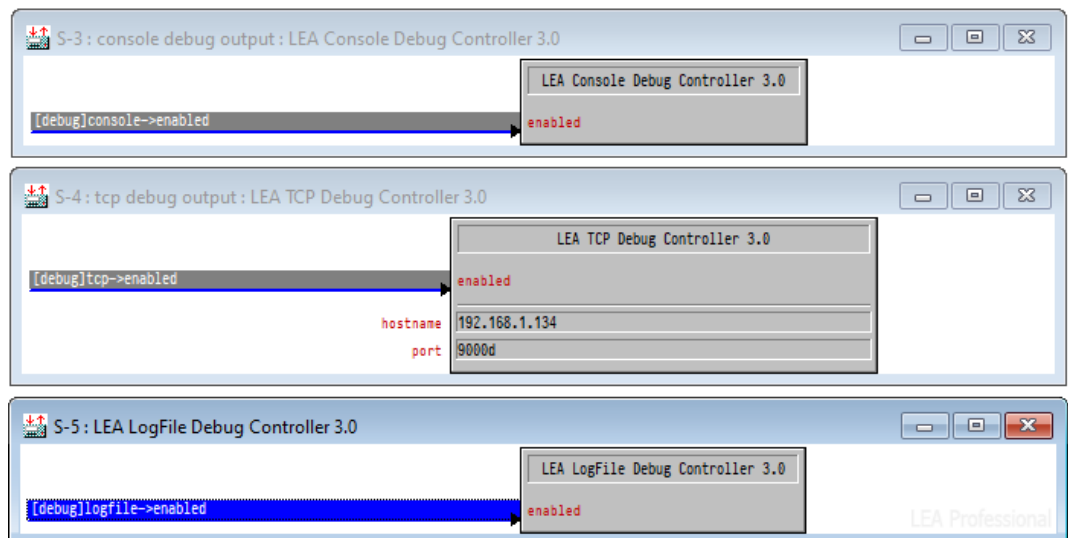 S-3 : console debug output : LEA Console Debug Controller 3.0
LEA Console Debug Controller 3.0
[debug]console->enabled
enabled
S-4 : tcp debug output : LEA TCP Debug Controller 3.0
LEA TCP Debug Controller 3.0
[debug]tcp->enabled
enabled
hostname 192.168.1.134
port 9000d
S-5 : LEA LogFile Debug Controller 3.0
LEA LogFile Debug Controller 3.0
[debug]logfile->enabled
enabled
LEA Professional